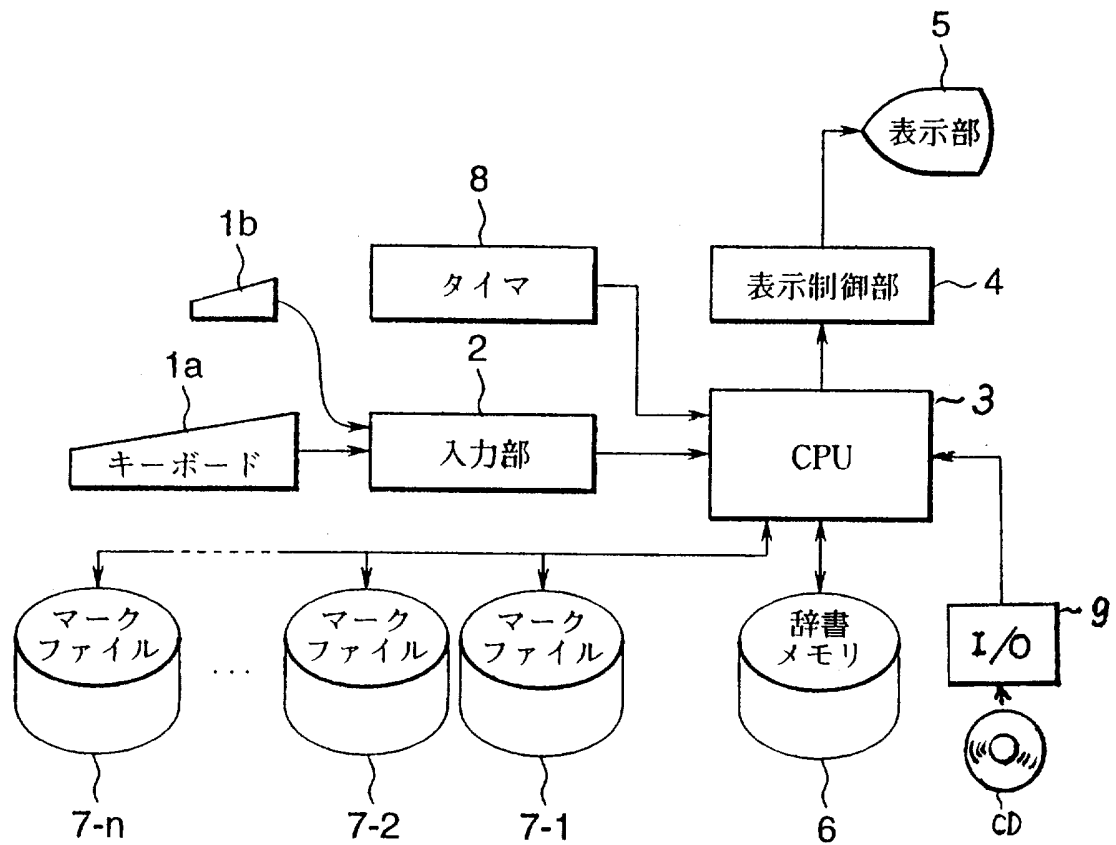 5
表示部
8
1b
タイマ
表示制御部
4
1a
2
3
キーボード
入力部
CPU
マーク
ファイル
...
マーク
ファイル
マーク
ファイル
辞書
メモリ
I/O
9
7-n
7-2
7-1
6
CD